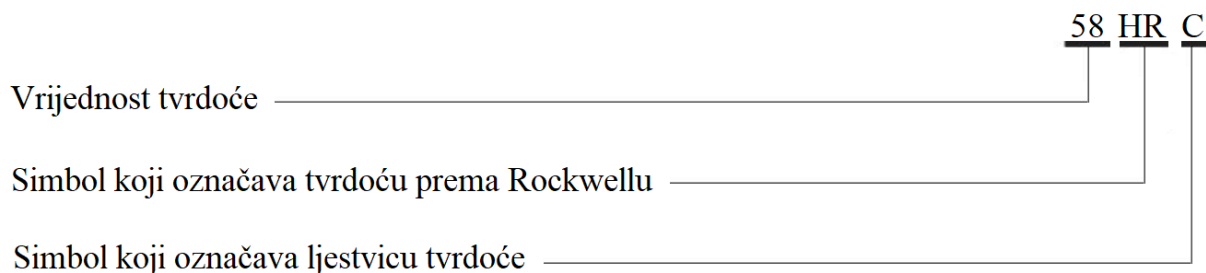 58 HR C
Vrijednost tvrdoće
Simbol koji označava tvrdoću prema Rockwellu
Simbol koji označava ljestvicu tvrdoće